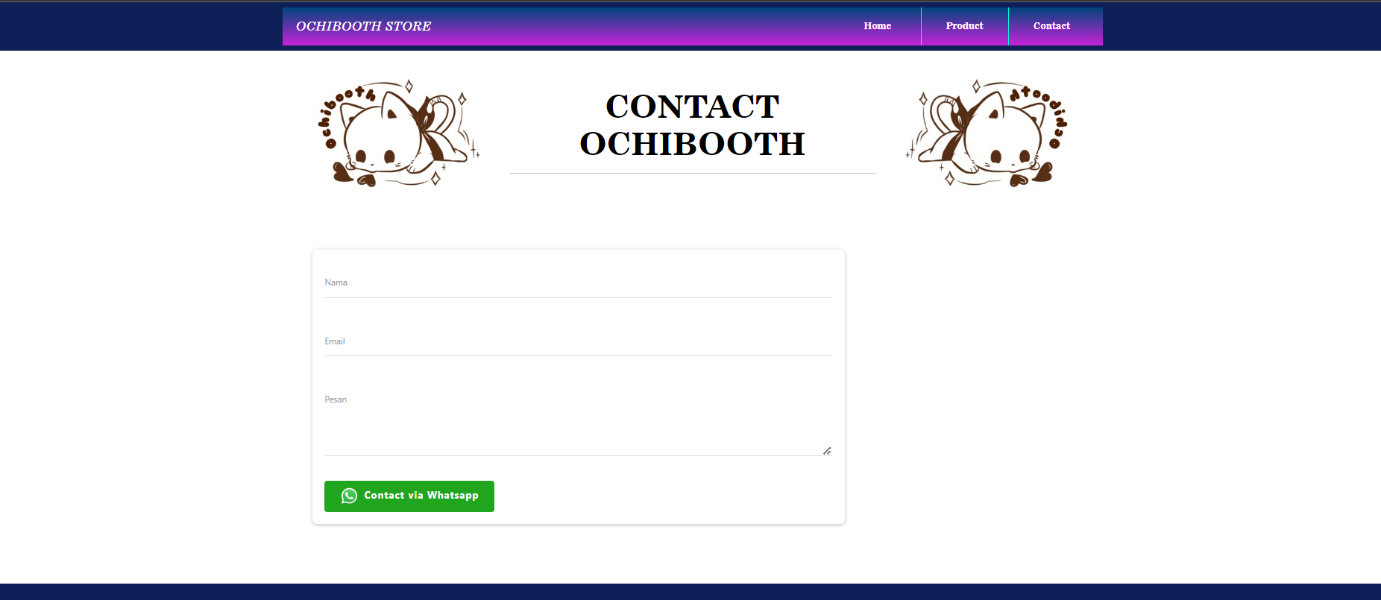 OCHIBOOTH STORE
Home
Product
Contact
ochibooth
CONTACT
OCHIBOOTH
ochibooth
Nama
Email
Pesan
Contact via Whatsapp